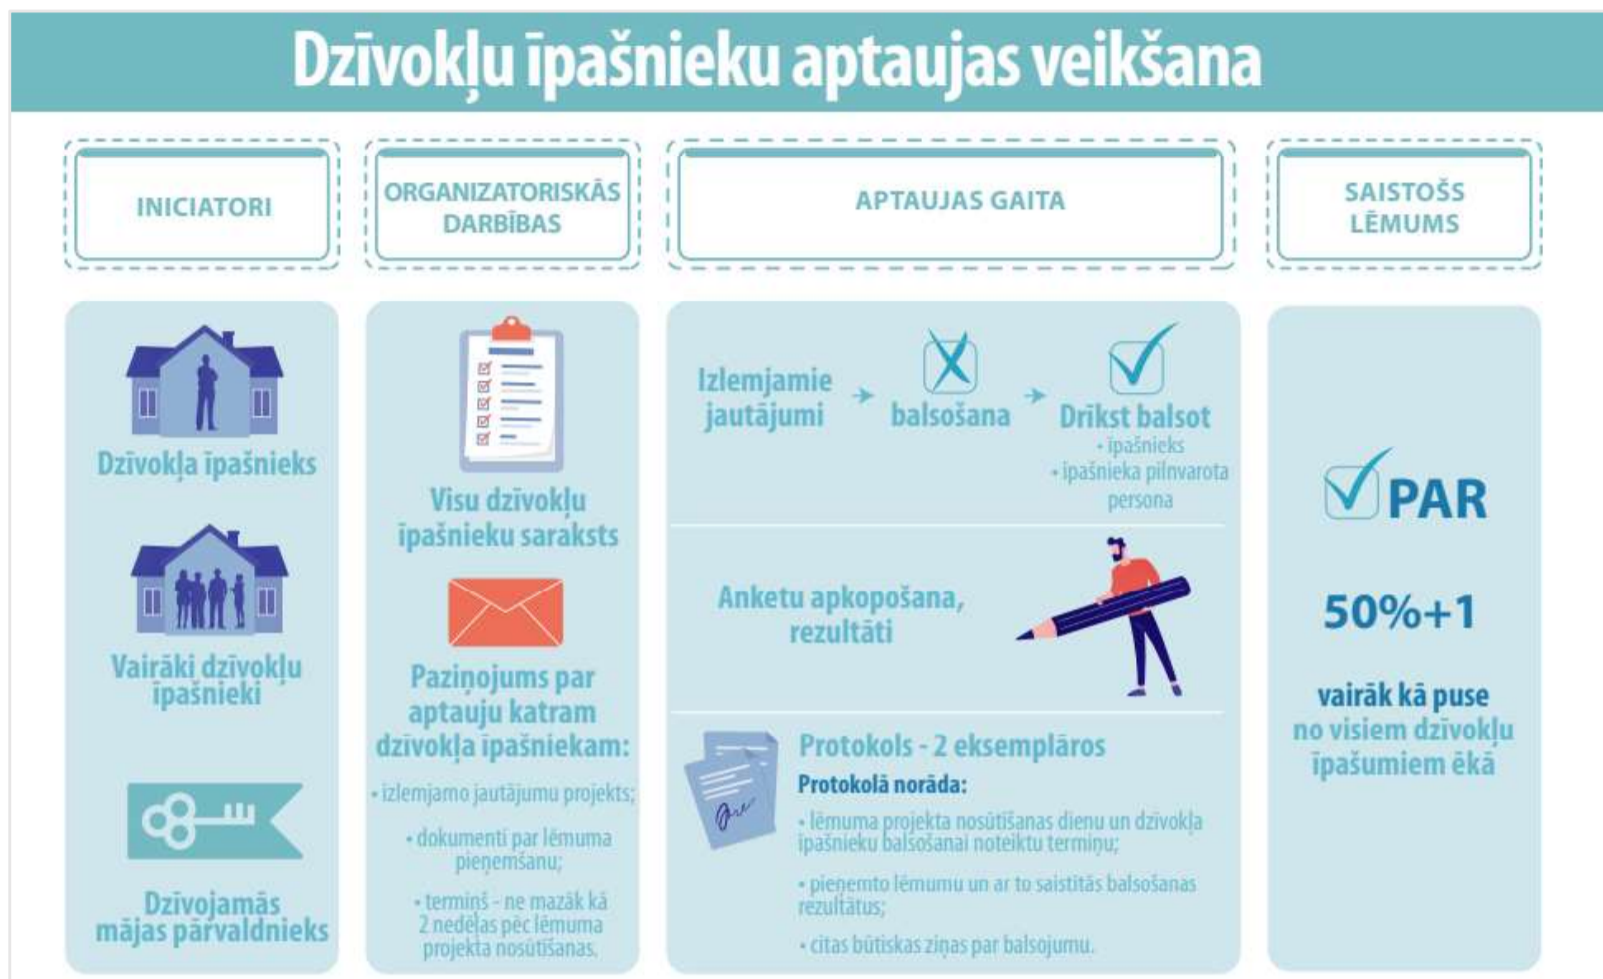 Dzīvokļu īpašnieku aptaujas veikšana
INICIATORI
Dzīvokļa īpašnieks
Vairāki dzīvokļu
īpašnieki
Dzīvojamās
mājas pārvaldnieks
ORGANIZATORISKĀS
DARBĪBAS
Visu dzīvokļu
īpašnieku saraksts
Paziņojums par
aptauju katram
dzīvokļa īpašniekam:
• izlemjamo jautājumu projekts;
• dokumenti par lēmuma
pieņemšanu;
• termiņš - ne mazāk kā
2 nedēļas pēc lēmuma
projekta nosūtīšanas.
APTAUJAS GAITA
Izlemjamie
jautājumi
balsošana
Drīkst balsot
• īpašnieks
• īpašnieka pilnvarota
persona
Anketu apkopošana,
rezultāti
Protokols - 2 eksemplāros
Protokolā norāda:
• lēmuma projekta nosūtīšanas dienu un dzīvokļa
īpašnieku balsošanai noteiktu termiņu;
• pieņemto lēmumu un ar to saistītās balsošanas
rezultātus;
• citas būtiskas ziņas par balsojumu.
SAISTOŠS
LĒMUMS
PAR
50%+1
vairāk kā puse
no visiem dzīvokļu
īpašumiem ēkā